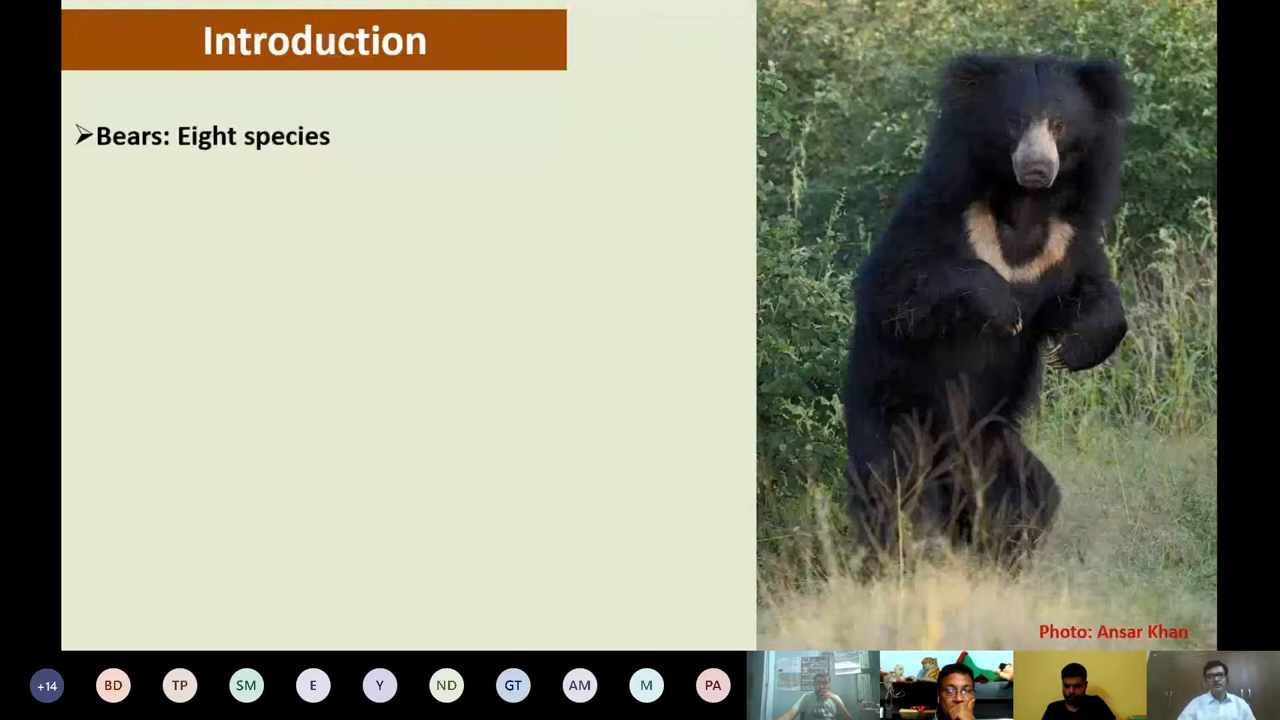 Introduction
➢Bears: Eight species
Photo: Ansar Khan
+14 BD TP SM E Y ND GT AM M PA